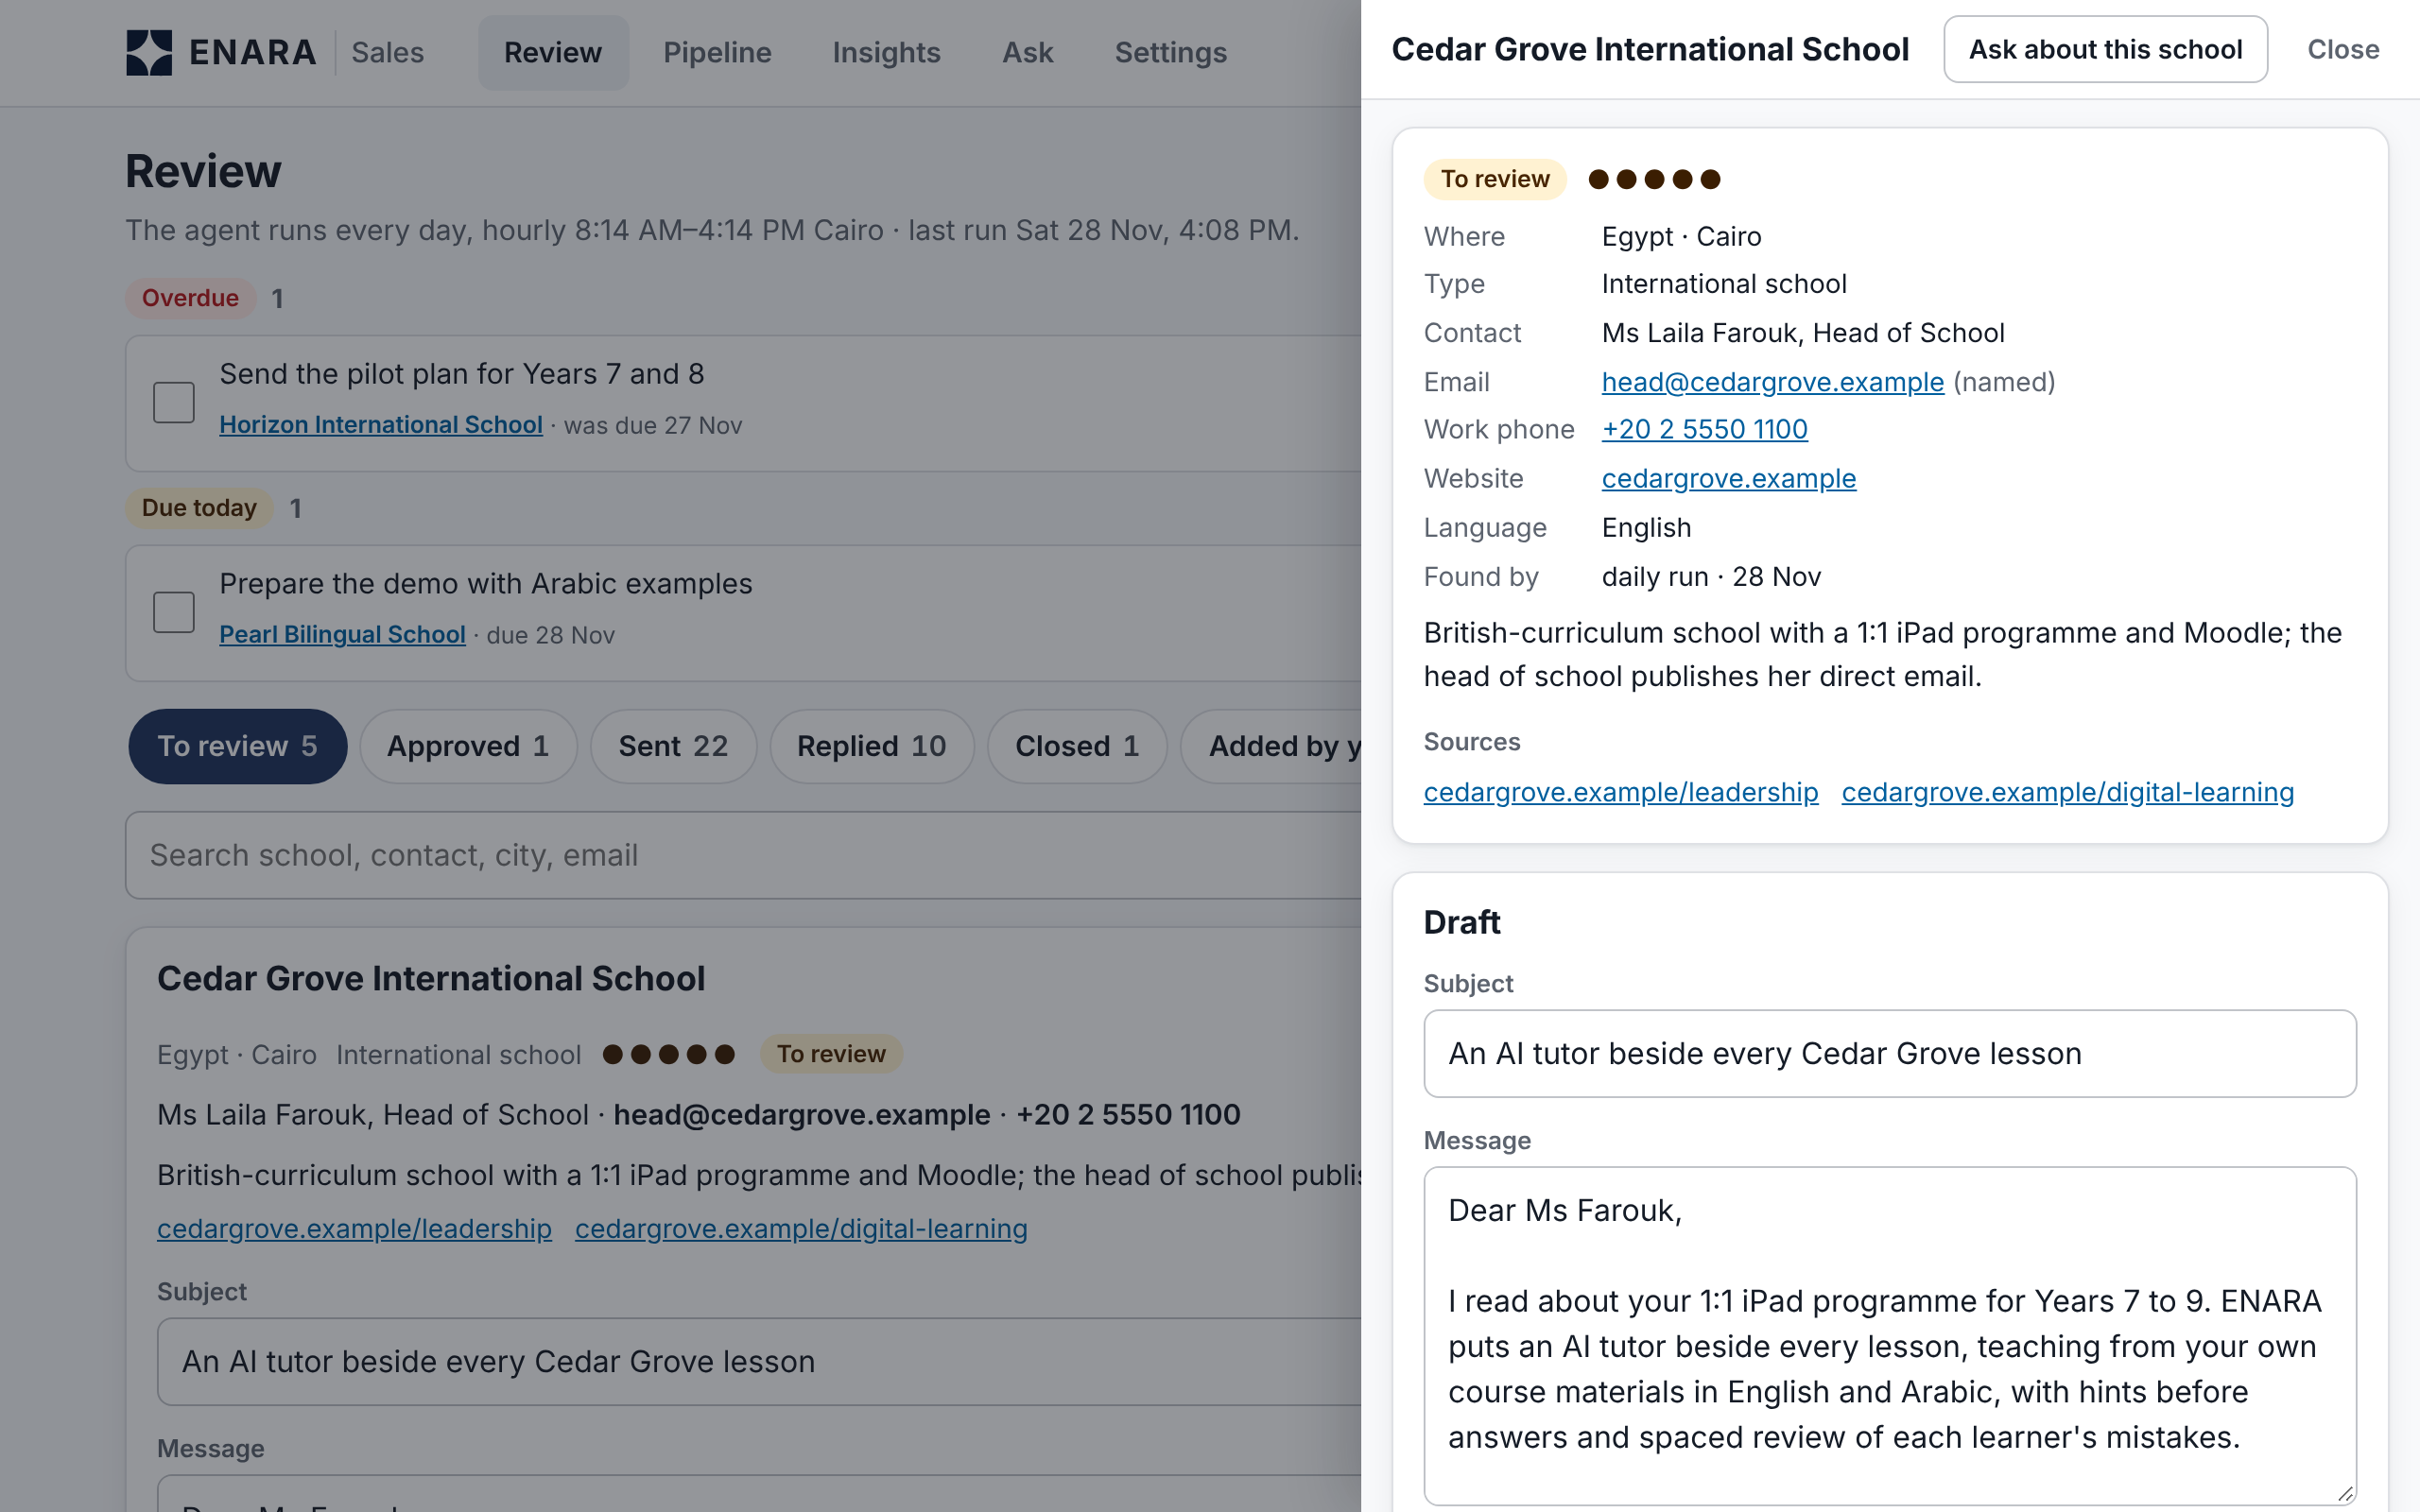 ENARA Sales Review Pipeline Insights Ask Settings
Review
The agent runs every day, hourly 8:14 AM–4:14 PM Cairo · last run Sat 28 Nov, 4:08 PM.
Overdue 1
Send the pilot plan for Years 7 and 8
Horizon International School · was due 27 Nov
Due today 1
Prepare the demo with Arabic examples
Pearl Bilingual School · due 28 Nov
To review 5 Approved 1 Sent 22 Replied 10 Closed 1 Added by
Search school, contact, city, email
Cedar Grove International School
Egypt · Cairo International school To review
Ms Laila Farouk, Head of School · head@cedargrove.example · +20 2 5550 1100
British-curriculum school with a 1:1 iPad programme and Moodle; the head of school
cedargrove.example/leadership cedargrove.example/digital-learning
Subject
An AI tutor beside every Cedar Grove lesson
Message
Cedar Grove International School Ask about this school Close
To review
Where Egypt · Cairo
Type International school
Contact Ms Laila Farouk, Head of School
Email head@cedargrove.example (named)
Work phone +20 2 5550 1100
Website cedargrove.example
Language English
Found by daily run · 28 Nov
British-curriculum school with a 1:1 iPad programme and Moodle; the
head of school publishes her direct email.
Sources
cedargrove.example/leadership cedargrove.example/digital-learning
Draft
Subject
An AI tutor beside every Cedar Grove lesson
Message
Dear Ms Farouk,
I read about your 1:1 iPad programme for Years 7 to 9. ENARA
puts an AI tutor beside every lesson, teaching from your own
course materials in English and Arabic, with hints before
answers and spaced review of each learner's mistakes.